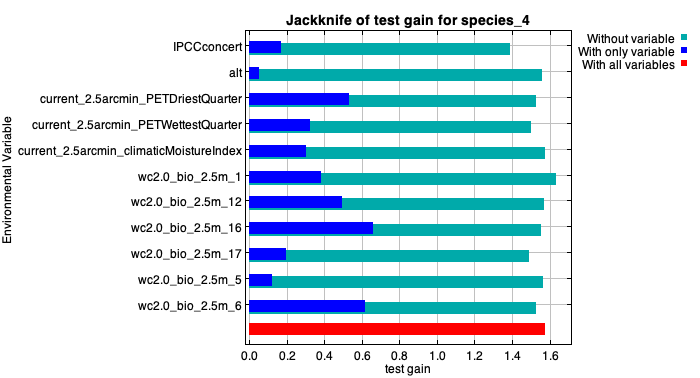 Jackknife of test gain for species_4
Without variable
With only variable
With all variables
Environmental Variable
IPCCconcert
alt
current_2.5arcmin_PETDriestQuarter
current_2.5arcmin_PETWettestQuarter
current_2.5arcmin_climaticMoistureIndex
wc2.0_bio_2.5m_1
wc2.0_bio_2.5m_12
wc2.0_bio_2.5m_16
wc2.0_bio_2.5m_17
wc2.0_bio_2.5m_5
wc2.0_bio_2.5m_6
0.0 0.2 0.4 0.6 0.8 1.0 1.2 1.4 1.6
test gain